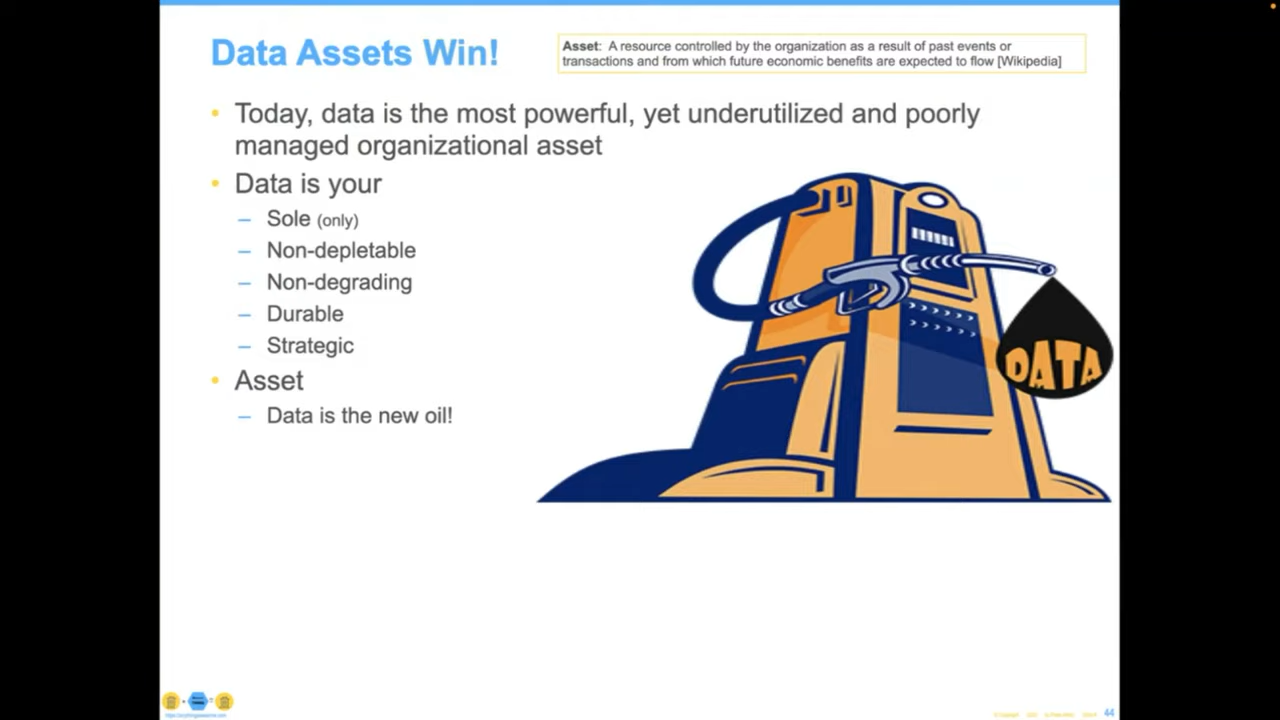 Data Assets Win!
Asset: A resource controlled by the organization as a result of past events or
transactions and from which future economic benefits are expected to flow [Wikipedia]
• Today, data is the most powerful, yet underutilized and poorly
managed organizational asset
• Data is your
– Sole (only)
– Non-depletable
– Non-degrading
– Durable
– Strategic
• Asset
– Data is the new oil!
DATA
44